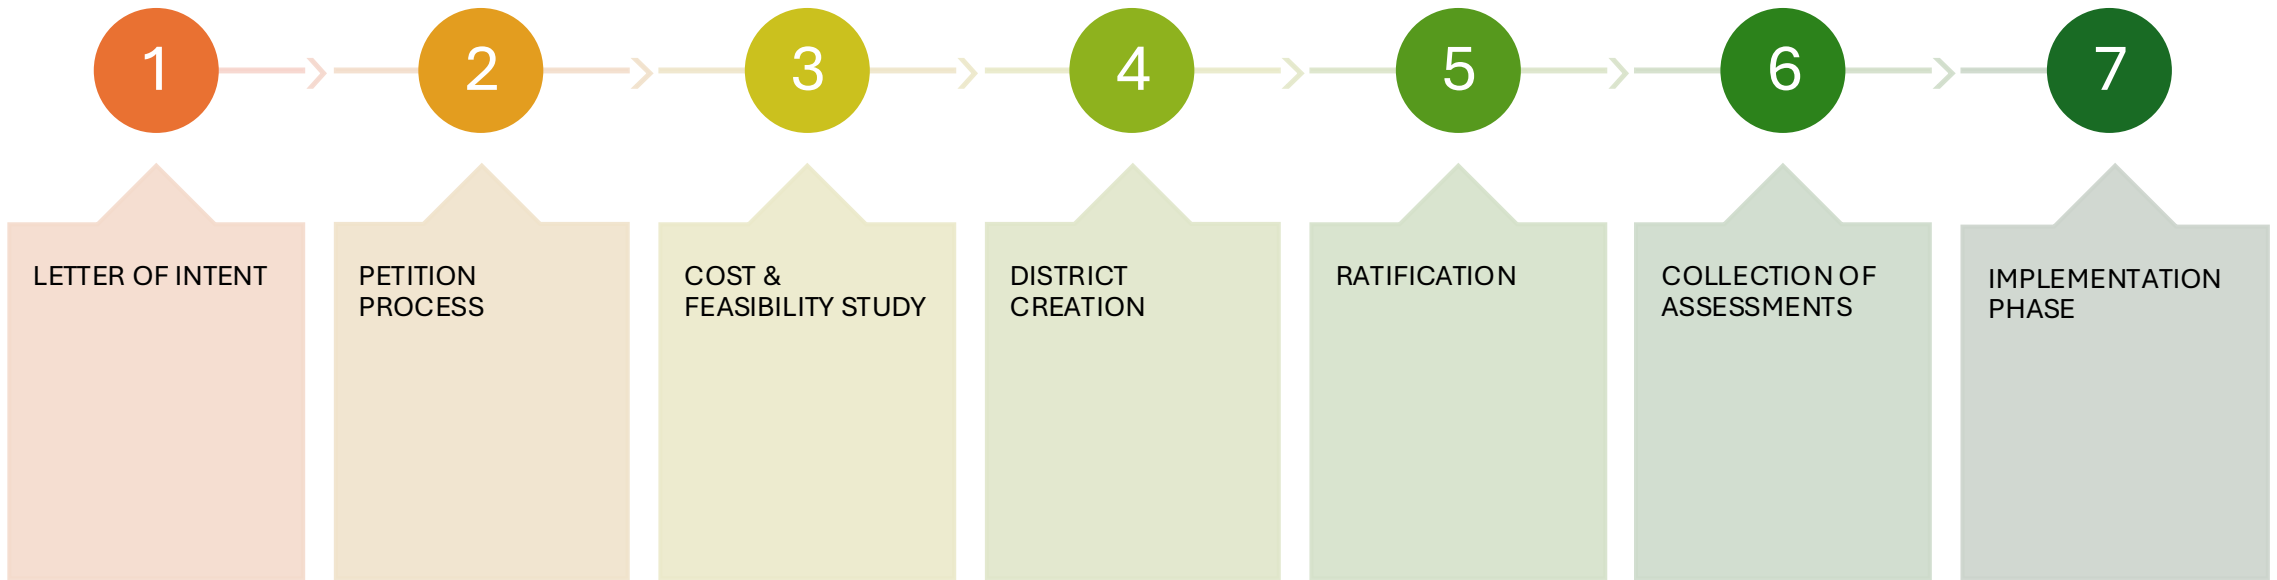 1
2
3
4
5
6
7
LETTER OF INTENT
PETITION
PROCESS
COST &
FEASIBILITY STUDY
DISTRICT
CREATION
RATIFICATION
COLLECTION OF
ASSESSMENTS
IMPLEMENTATION
PHASE